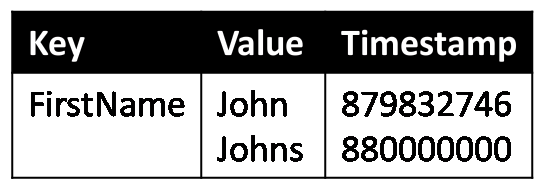 Key Value Timestamp
FirstName John 879832746
Johns 880000000